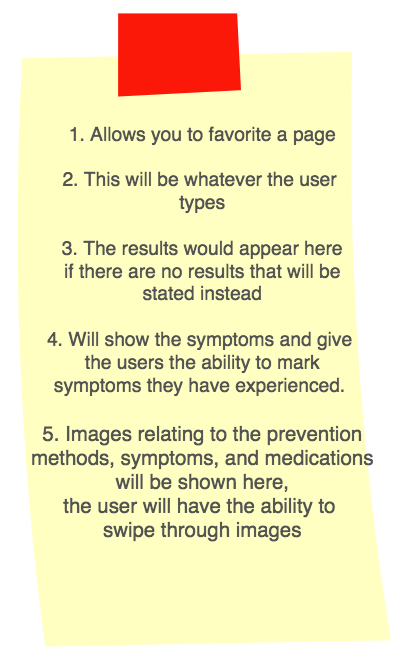 1. Allows you to favorite a page
2. This will be whatever the user
types
3. The results would appear here
if there are no results that will be
stated instead
4. Will show the symptoms and give
the users the ability to mark
symptoms they have experienced.
5. Images relating to the prevention
methods, symptoms, and medications
will be shown here,
the user will have the ability to
swipe through images